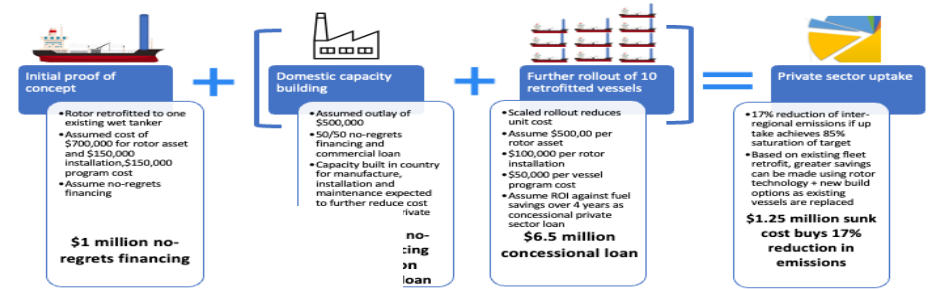 Initial proof of
concept
•Rotor retrofitted to one
existing wet tanker
•Assumed cost of
$700,000 for rotor asset
and $150,000
installation,$150,000
program cost
•Assume no-regrets
financing
$1 million no-
regrets financing
+
Domestic capacity
building
•Assumed outlay of
$500,000
•50/50 no-regrets
financing and
commercial loan
•Capacity built in country
for manufacture,
installation and
maintenance expected
to further reduce cost
no-
loan
+
Further rollout of 10
retrofitted vessels
•Scaled rollout reduces
unit cost
•Assume $500,00 per
rotor asset
•$100,000 per rotor
installation
•$50,000 per vessel
program cost
•Assume ROI against fuel
savings over 4 years as
concessional private
sector loan
$6.5 million
concessional loan
=
Private sector uptake
•17% reduction of inter-
regional emissions if up
take achieves 85%
saturation of target
•Based on existing fleet
retrofit, greater savings
can be made using rotor
technology + new build
options as existing
vessels are replaced
$1.25 million sunk
cost buys 17%
reduction in
emissions